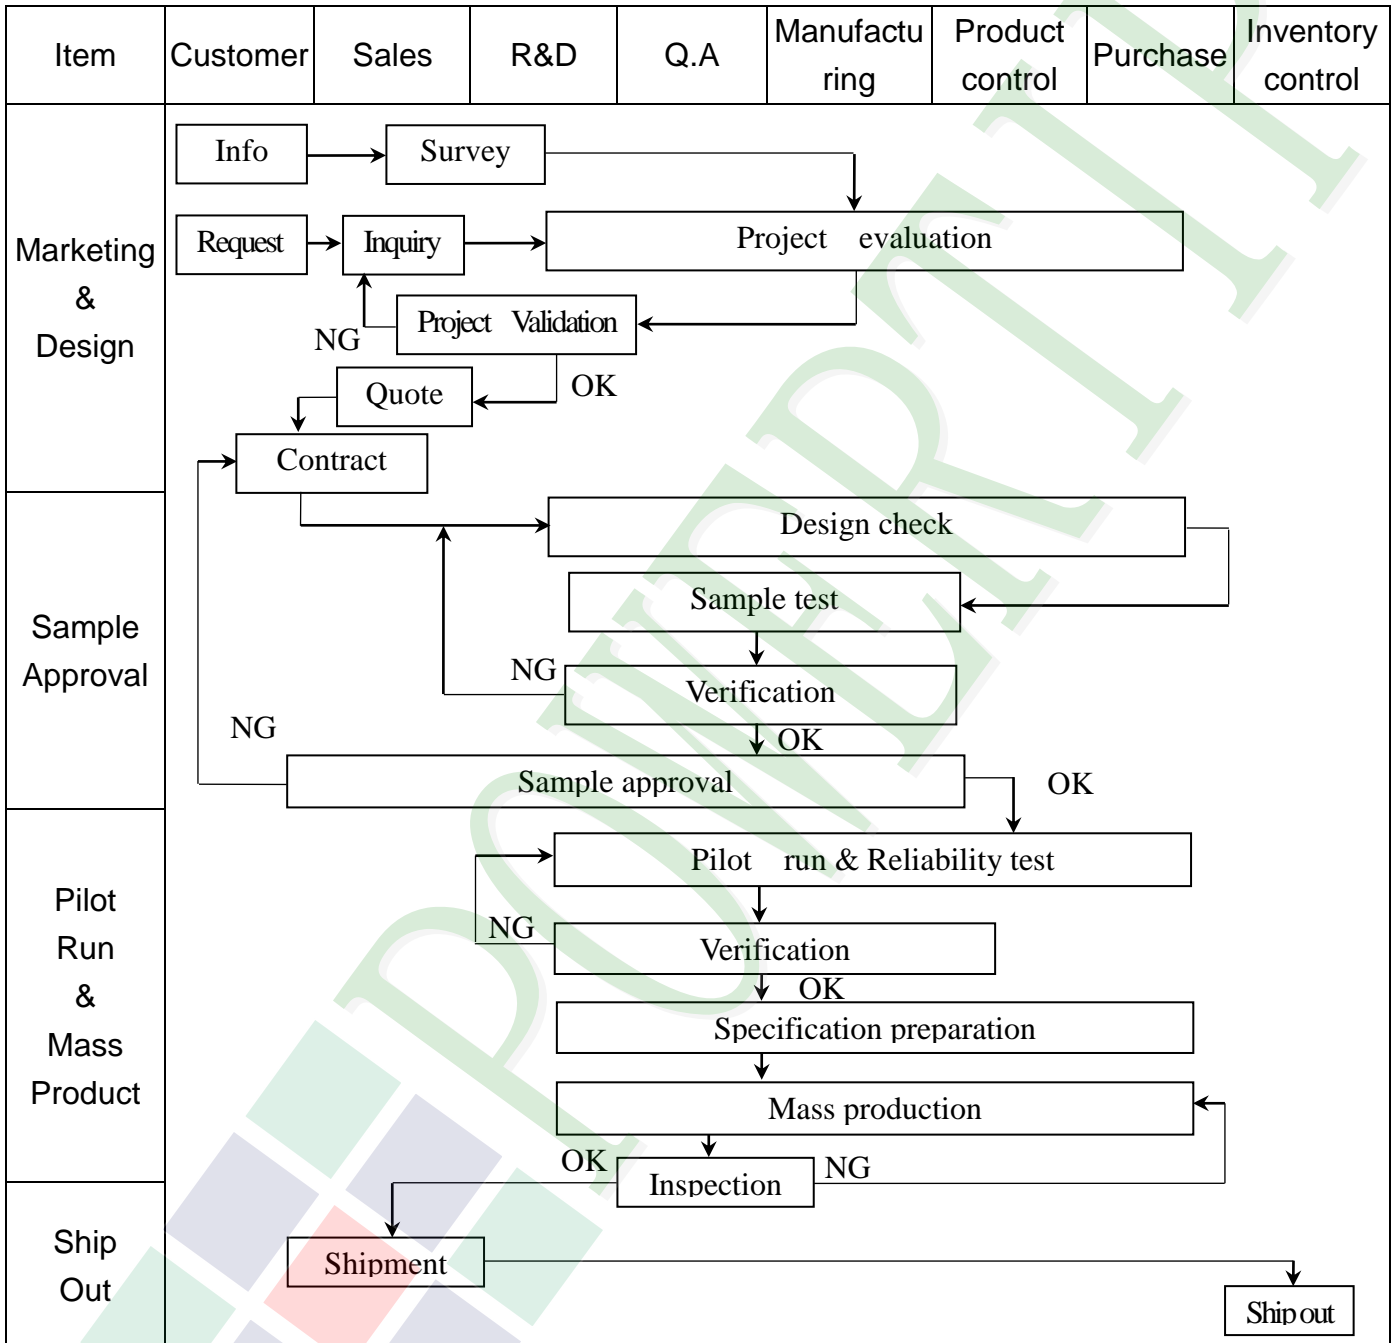 Item
Customer
Sales
R&D
Q.A
Manufactu
ring
Product
control
Purchase
Inventory
control
Marketing
&
Design
Info
Survey
Request
Inquiry
Project evaluation
NG
Project Validation
Quote
OK
Contract
Sample
Approval
Design check
Sample test
NG
Verification
NG
OK
Sample approval
OK
Pilot
Run
&
Mass
Product
Pilot run & Reliability test
NG
Verification
OK
Specification preparation
Mass production
OK
Inspection
NG
Ship
Out
Shipment
Ship out
POWERTIP